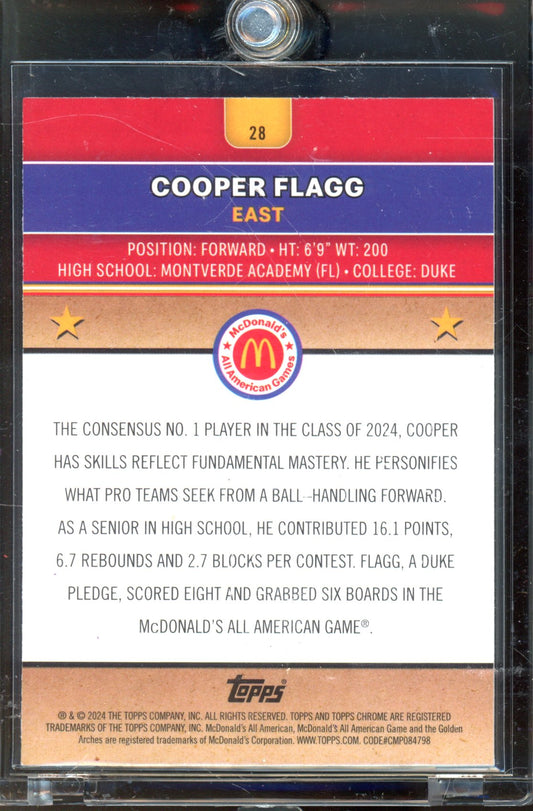 28
COOPER FLAGG
EAST
POSITION: FORWARD • HT: 6'9" WT: 200
HIGH SCHOOL: MONTVERDE ACADEMY (FL) • COLLEGE: DUKE
McDonald's
All American Games
THE CONSENSUS NO. 1 PLAYER IN THE CLASS OF 2024, COOPER
HAS SKILLS REFLECT FUNDAMENTAL MASTERY. HE PERSONIFIES
WHAT PRO TEAMS SEEK FROM A BALL-HANDLING FORWARD.
AS A SENIOR IN HIGH SCHOOL, HE CONTRIBUTED 16.1 POINTS,
6.7 REBOUNDS AND 2.7 BLOCKS PER CONTEST. FLAGG, A DUKE
PLEDGE, SCORED EIGHT AND GRABBED SIX BOARDS IN THE
McDONALD'S ALL AMERICAN GAME®.
TOPPS
® & © 2024 THE TOPPS COMPANY, INC. ALL RIGHTS RESERVED. TOPPS AND TOPPS CHROME ARE REGISTERED
TRADEMARKS OF THE TOPPS COMPANY, INC. McDonald's All American, McDonald's All American Game and the Golden
Arches are registered trademarks of McDonald's Corporation. WWW.TOPPS.COM. CODE#CMP084798